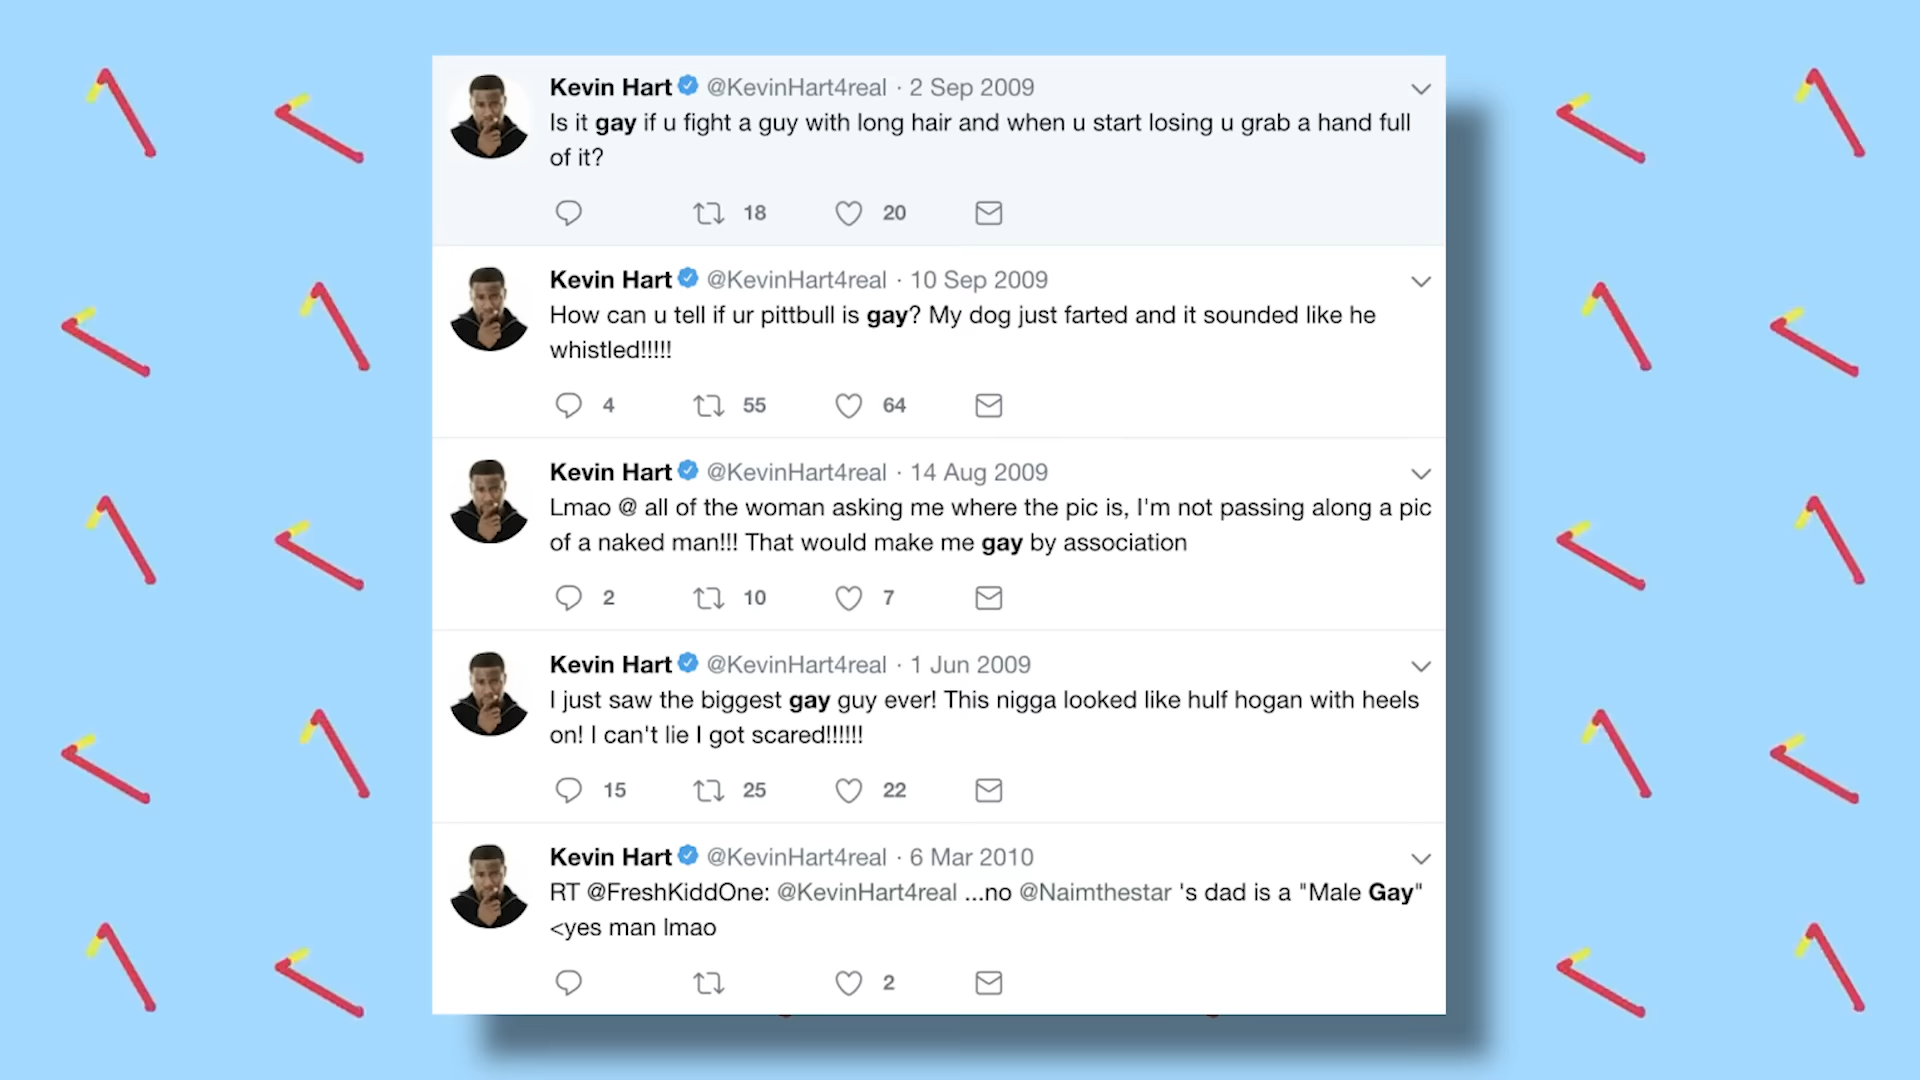 Kevin Hart @KevinHart4real · 2 Sep 2009
Is it gay if u fight a guy with long hair and when u start losing u grab a hand full
of it?
18 20
Kevin Hart @KevinHart4real · 10 Sep 2009
How can u tell if ur pittbull is gay? My dog just farted and it sounded like he
whistled!!!!!
4 55 64
Kevin Hart @KevinHart4real · 14 Aug 2009
Lmao @ all of the woman asking me where the pic is, I'm not passing along a pic
of a naked man!!! That would make me gay by association
2 10 7
Kevin Hart @KevinHart4real · 1 Jun 2009
I just saw the biggest gay guy ever! This nigga looked like hulf hogan with heels
on! I can't lie I got scared!!!!!!
15 25 22
Kevin Hart @KevinHart4real · 6 Mar 2010
RT @FreshKiddOne: @KevinHart4real ...no @Naimthestar 's dad is a "Male Gay"
<yes man lmao
2